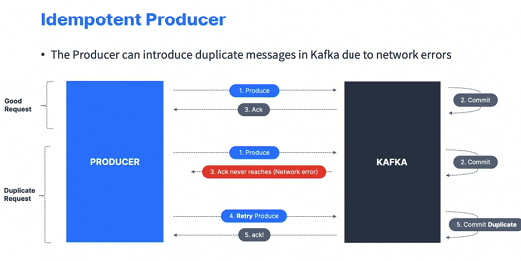 Idempotent Producer
• The Producer can introduce duplicate messages in Kafka due to network errors
Good
Request
PRODUCER
KAFKA
1. Produce
2. Commit
3. Ack
Duplicate
Request
1. Produce
2. Commit
3. Ack never reaches (Network error)
4. Retry Produce
5. Commit Duplicate
5. ack!